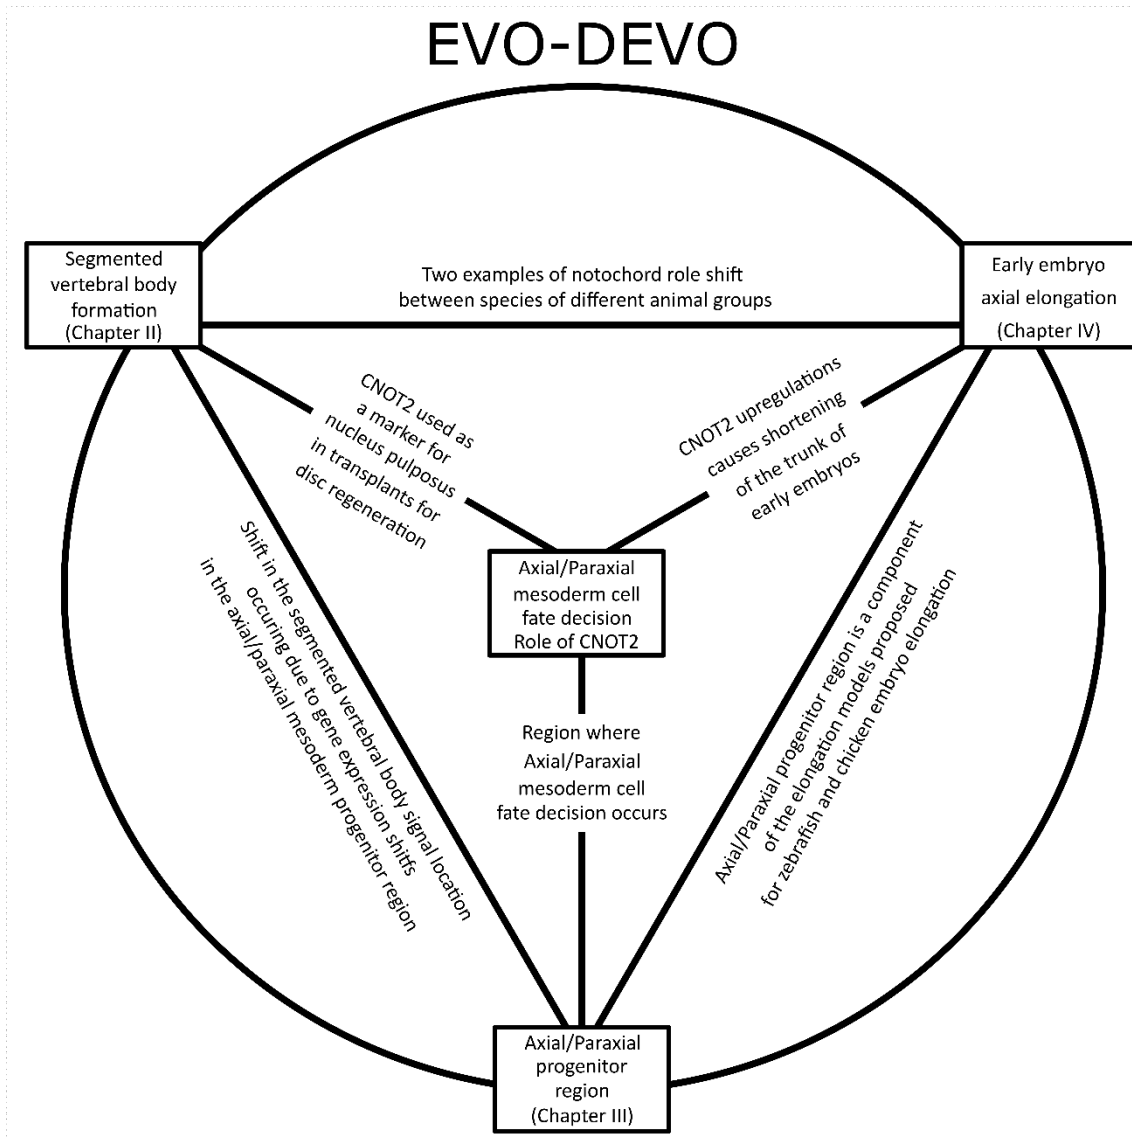 EVO-DEVO
Segmented
vertebral body
formation
(Chapter II)
Two examples of notochord role shift
between species of different animal groups
Early embryo
axial elongation
(Chapter IV)
CNOT2 used as
a marker for
nucleus pulposus
in transplants for
disc regeneration
CNOT2 upregulations
causes shortening
of the trunk of
early embryos
Axial/Paraxial
mesoderm cell
fate decision
Role of CNOT2
Shift in the segmented vertebral body signal location
occuring due to gene expression shitfs
in the axial/paraxial mesoderm progenitor region
Region where
Axial/Paraxial
mesoderm cell
fate decision occurs
Axial/Paraxial progenitor region is a component
of the elongation models proposed
for zebrafish and chicken embryo elongation
Axial/Paraxial
progenitor
region
(Chapter III)